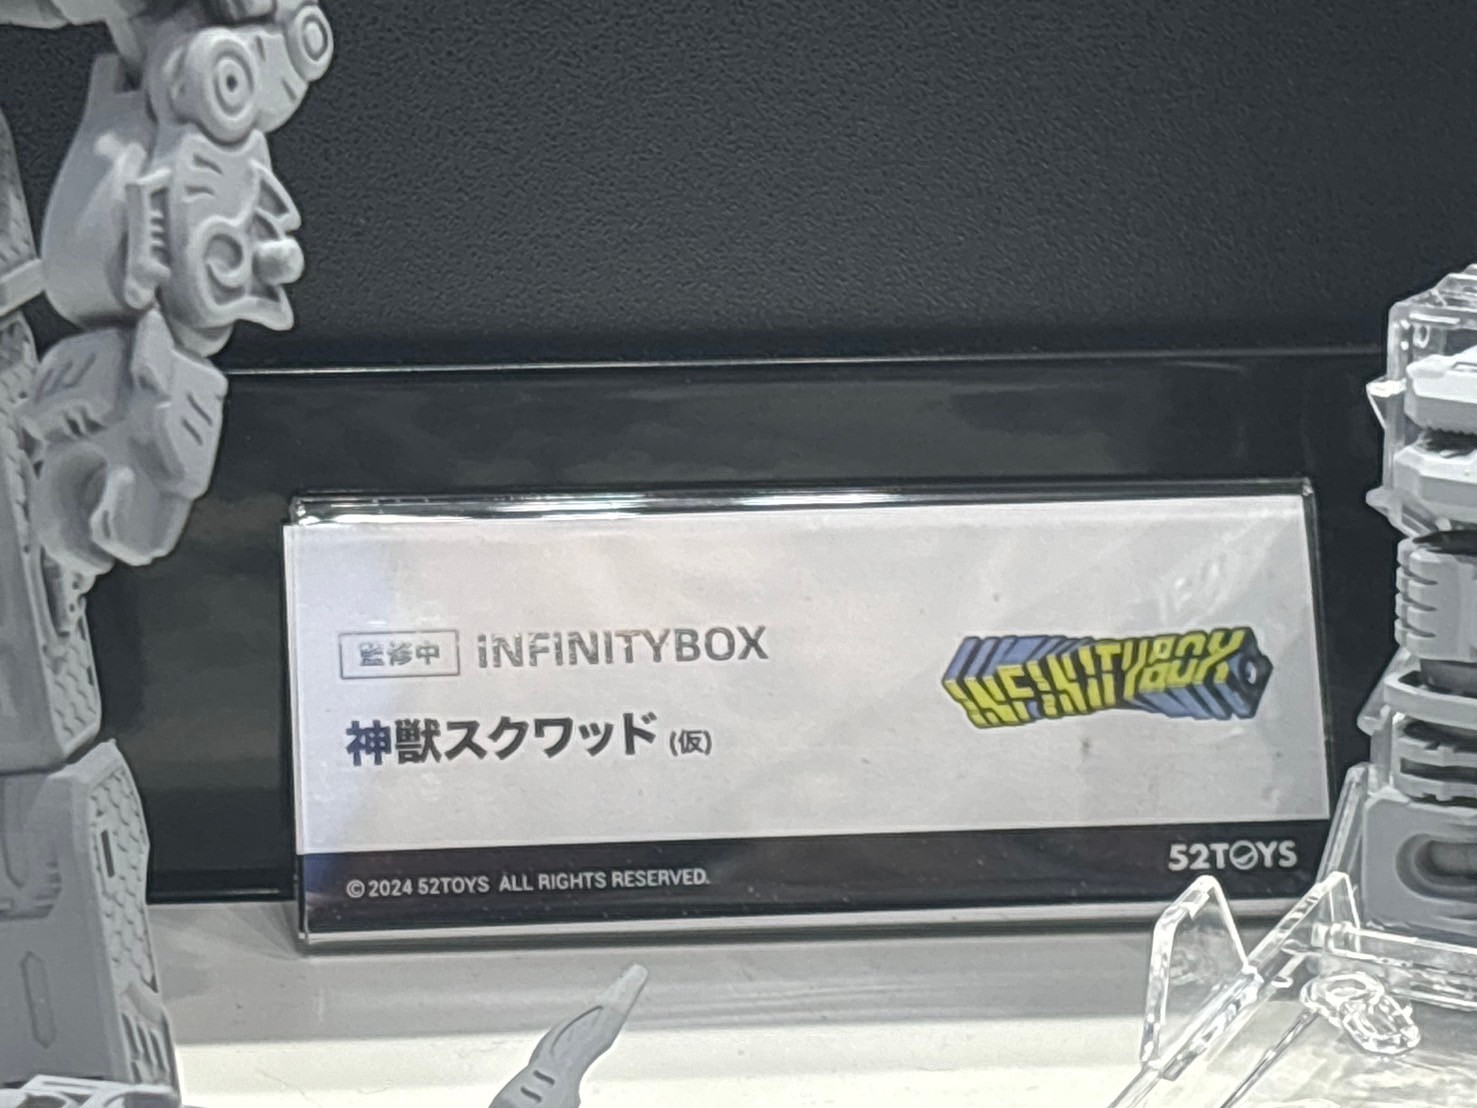 監修中 iNFINITYBOX
INFINITYBOX
神獣スクワッド (仮)
52TOYS
© 2024 52TOYS ALL RIGHTS RESERVED.